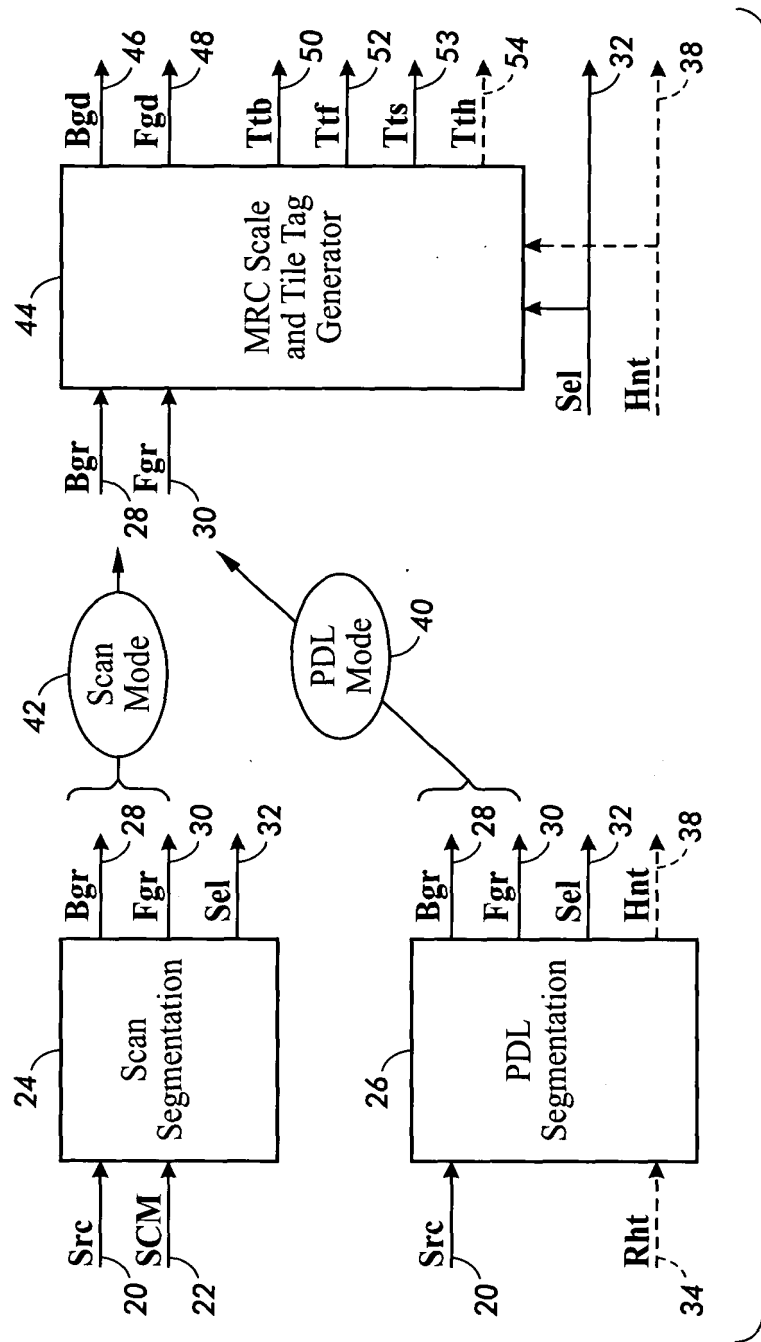 24
Src
20
SCM
22
Scan
Segmentation
Bgr
28
Fgr
30
Sel
32
42
Scan
Mode
26
Src
20
Rht
34
PDL
Segmentation
Bgr
28
Fgr
30
Sel
32
Hnt
38
PDL
Mode
40
44
Bgr
28
Fgr
30
MRC Scale
and Tile Tag
Generator
Bgd
46
Fgd
48
Ttb
50
Ttf
52
Tts
53
Tth
54
Sel
32
Hnt
38